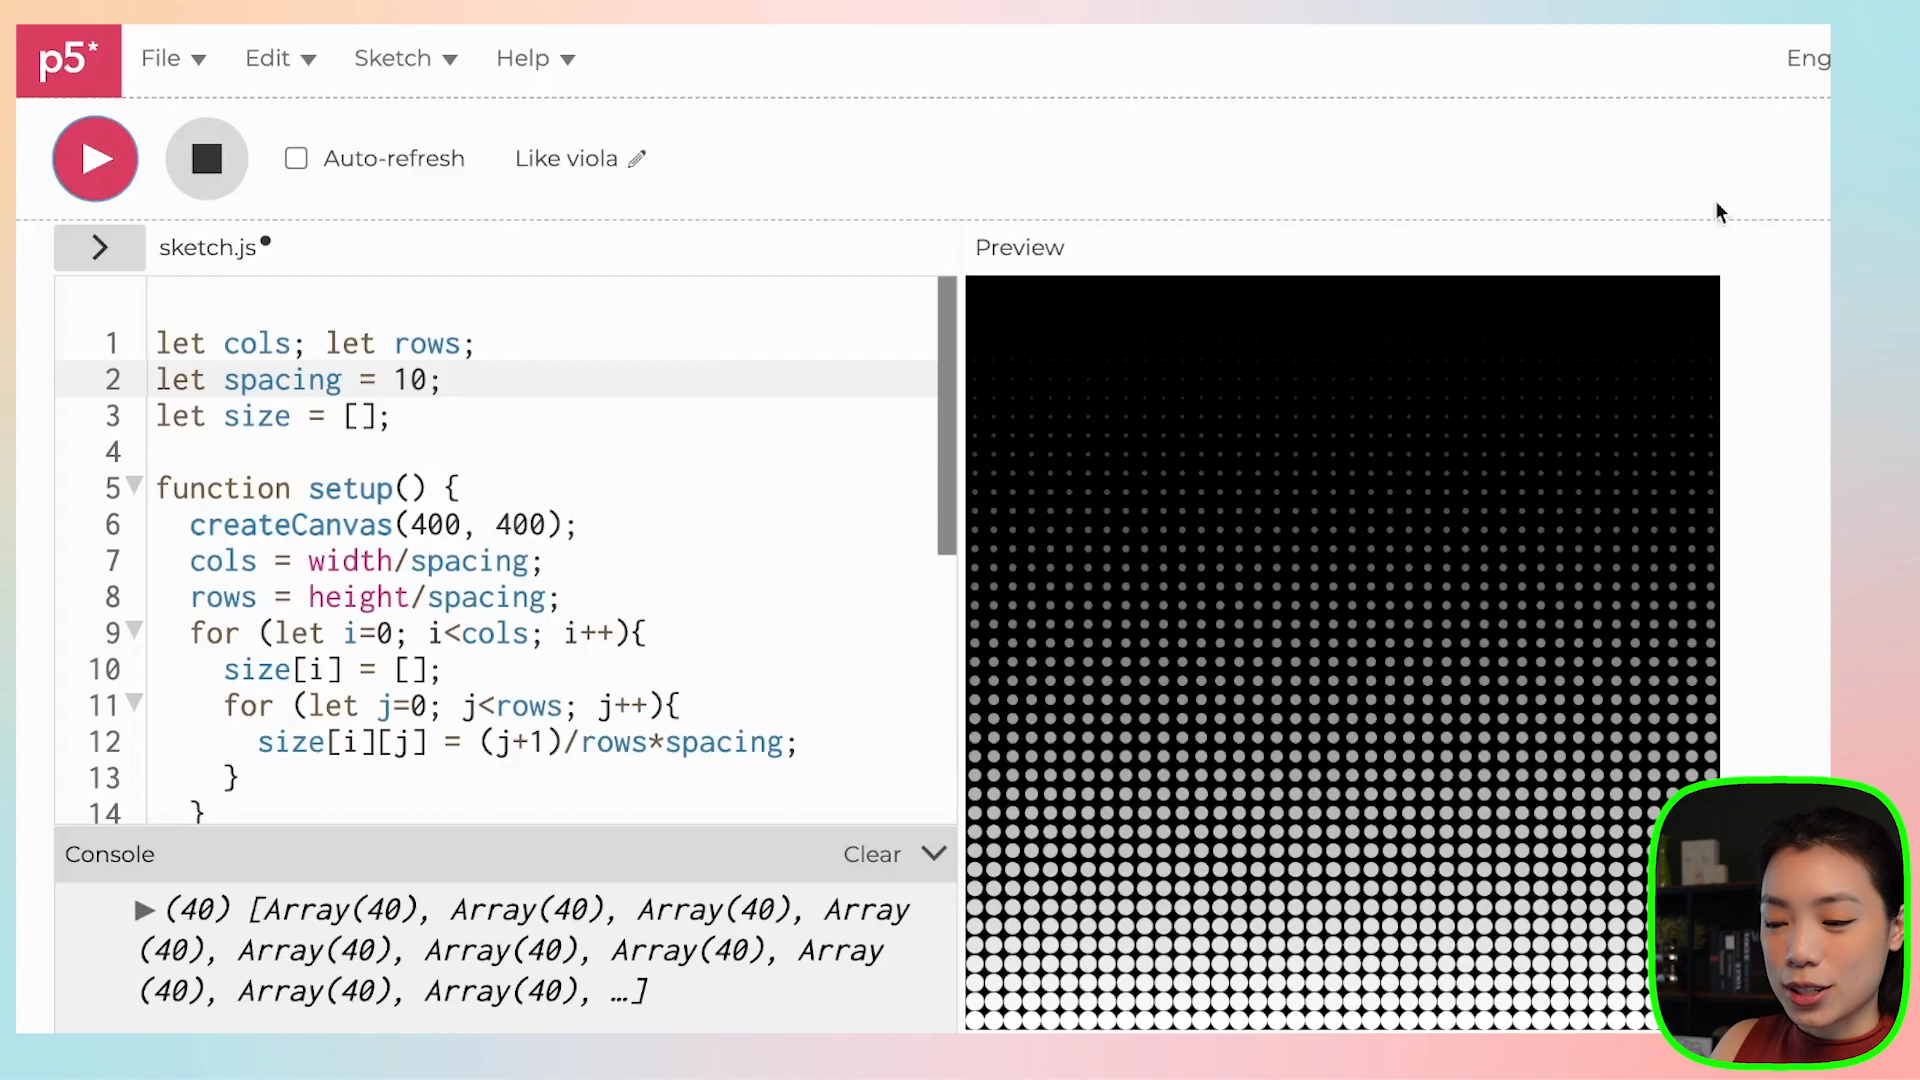 p5* File Edit Sketch Help Eng
Auto-refresh Like viola
sketch.js Preview
1 let cols; let rows;
2 let spacing = 10;
3 let size = [];
4
5 function setup() {
6 createCanvas(400, 400);
7 cols = width/spacing;
8 rows = height/spacing;
9 for (let i=0; i<cols; i++){
10 size[i] = [];
11 for (let j=0; j<rows; j++){
12 size[i][j] = (j+1)/rows*spacing;
13 }
14 }
Console Clear
(40) [Array(40), Array(40), Array(40), Array
(40), Array(40), Array(40), Array(40), Array
(40), Array(40), Array(40), …]